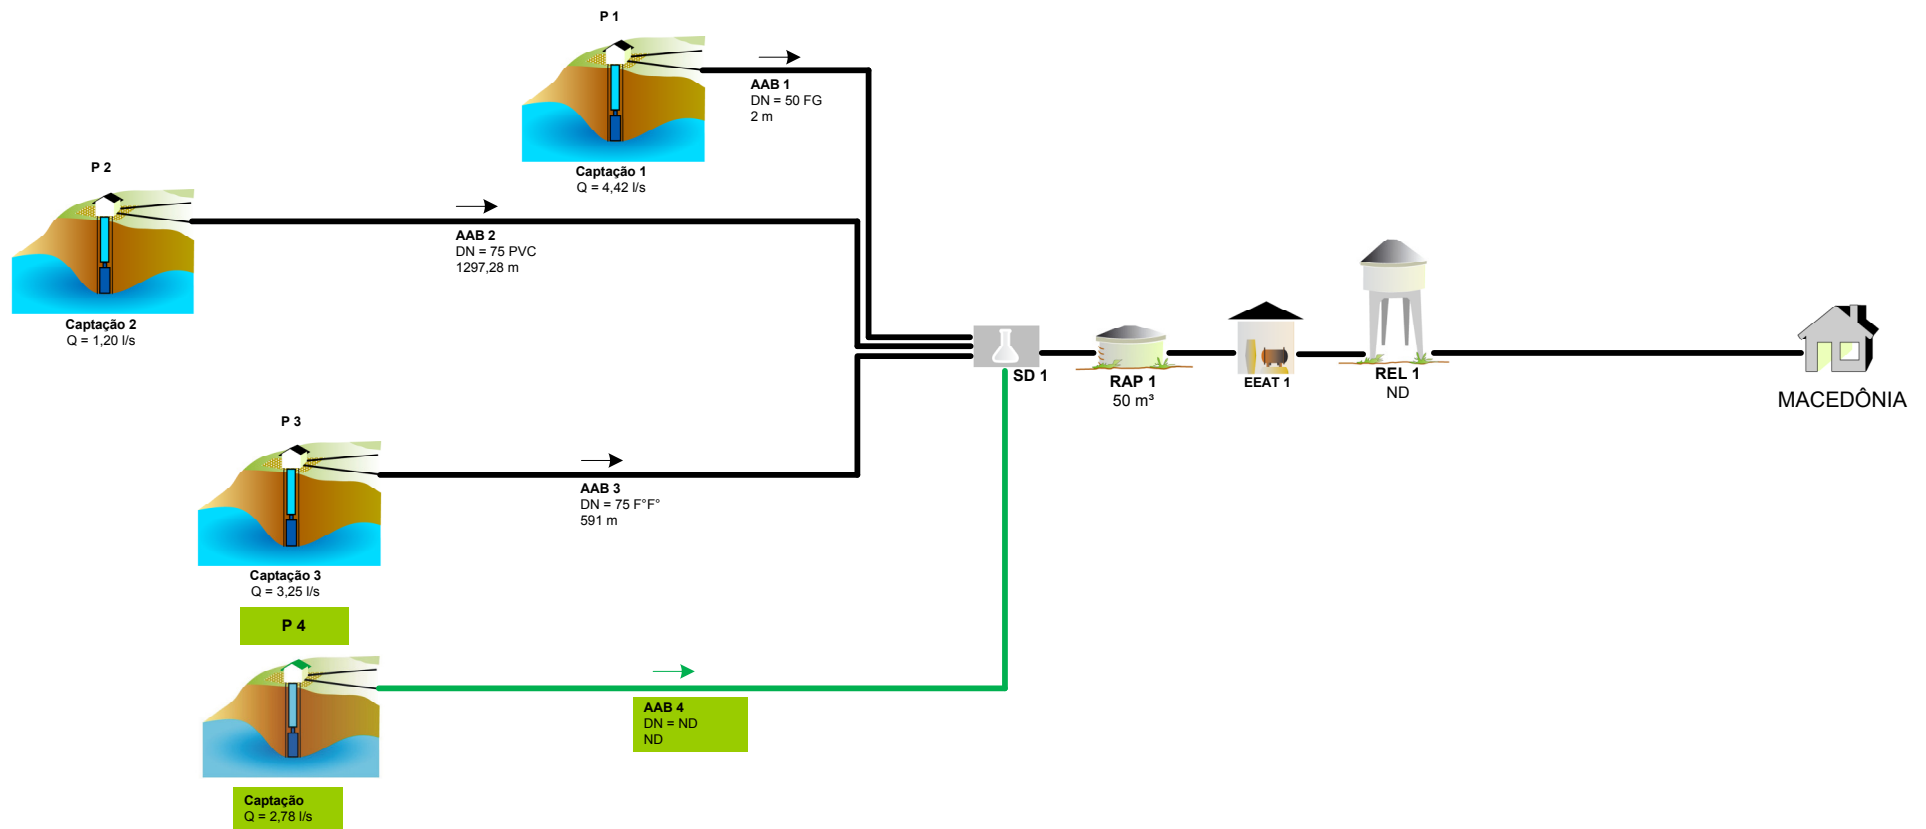 P 1
AAB 1
DN = 50 FG
2 m
Captação 1
Q = 4,42 l/s
P 2
AAB 2
DN = 75 PVC
1297,28 m
Captação 2
Q = 1,20 l/s
SD 1
RAP 1
50 m³
EEAT 1
REL 1
ND
MACEDÔNIA
P 3
AAB 3
DN = 75 F°F°
591 m
Captação 3
Q = 3,25 l/s
P 4
AAB 4
DN = ND
ND
Captação
Q = 2,78 l/s